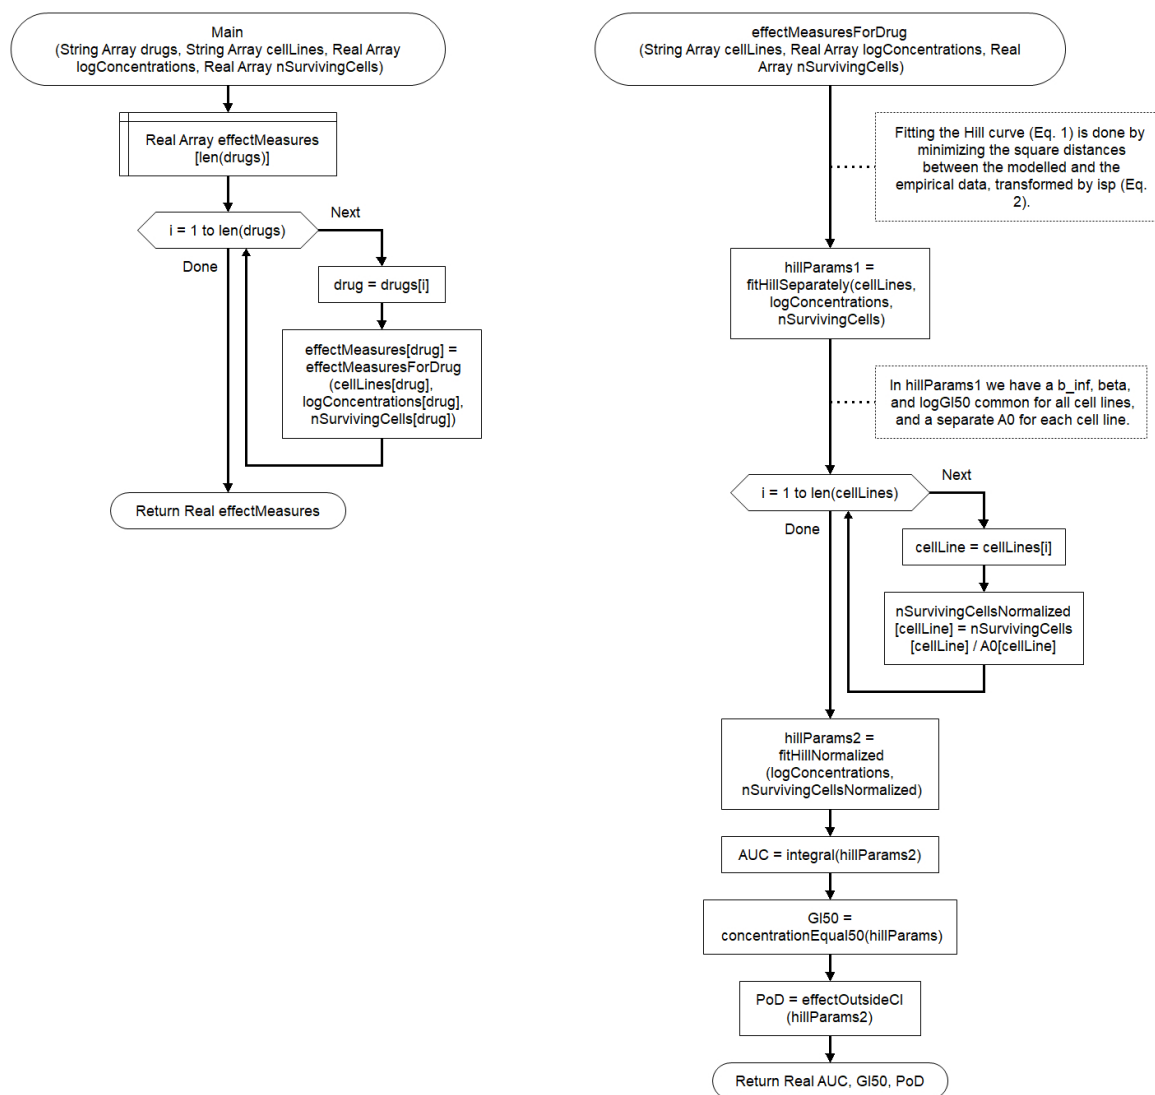 Main
(String Array drugs, String Array cellLines, Real Array
logConcentrations, Real Array nSurvivingCells)
Real Array effectMeasures
[len(drugs)]
i = 1 to len(drugs)
Next
Done
drug = drugs[i]
effectMeasures[drug] =
effectMeasuresForDrug
(cellLines[drug],
logConcentrations[drug],
nSurvivingCells[drug])
Return Real effectMeasures
effectMeasuresForDrug
(String Array cellLines, Real Array logConcentrations, Real
Array nSurvivingCells)
Fitting the Hill curve (Eq. 1) is done by
minimizing the square distances
between the modelled and the
empirical data, transformed by isp (Eq.
2).
hillParams1 =
fitHillSeparately(cellLines,
logConcentrations,
nSurvivingCells)
In hillParams1 we have a b_inf, beta,
and logGI50 common for all cell lines,
and a separate A0 for each cell line.
i = 1 to len(cellLines)
Next
Done
cellLine = cellLines[i]
nSurvivingCellsNormalized
[cellLine] = nSurvivingCells
[cellLine] / A0[cellLine]
hillParams2 =
fitHillNormalized
(logConcentrations,
nSurvivingCellsNormalized)
AUC = integral(hillParams2)
GI50 =
concentrationEqual50(hillParams)
PoD = effectOutsideCI
(hillParams2)
Return Real AUC, GI50, PoD